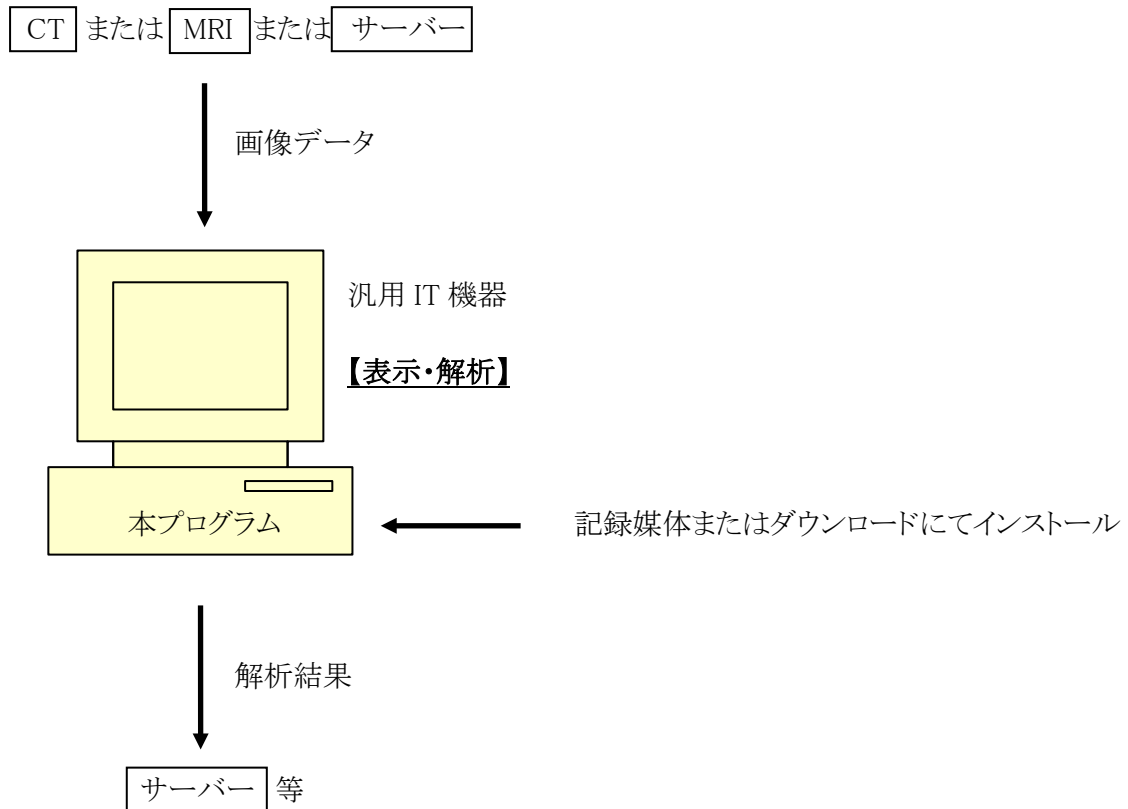 CT または MRI または サーバー
画像データ
汎用 IT 機器
【表示・解析】
本プログラム
記録媒体またはダウンロードにてインストール
解析結果
サーバー 等